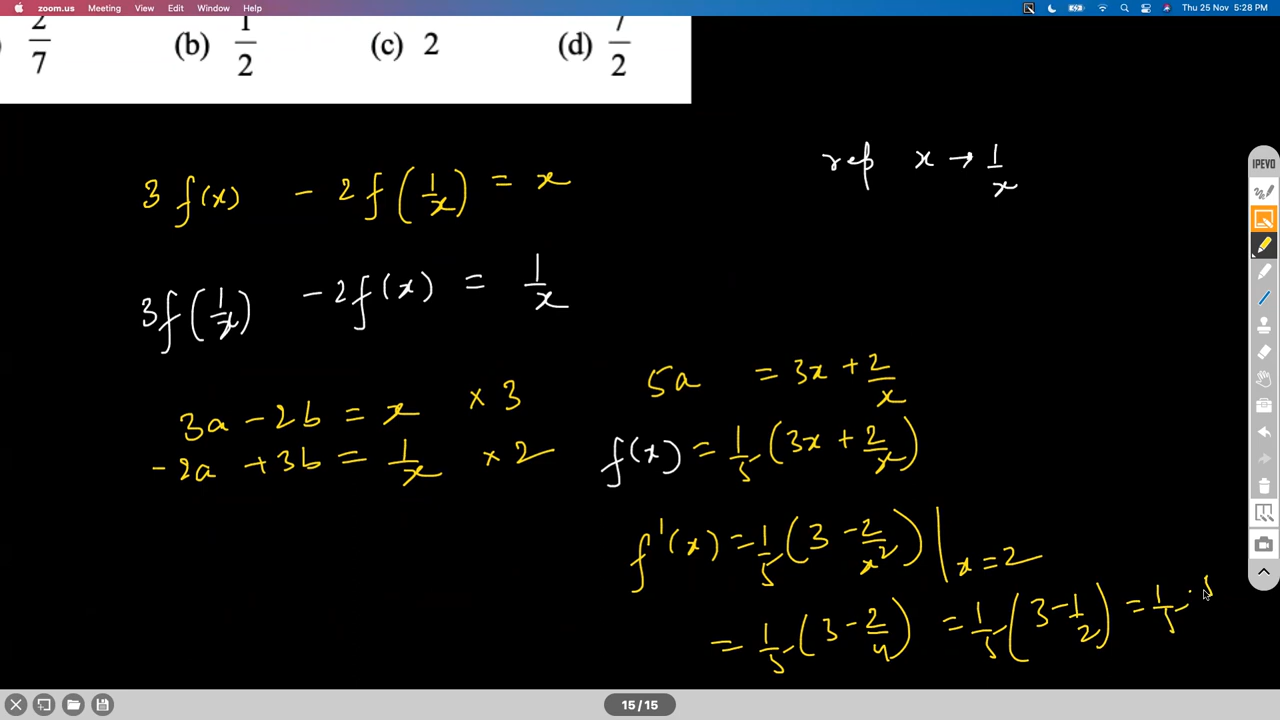 zoom.us Meeting View Edit Window Help Thu 25 Nov 5:28 PM
2/7 (b) 1/2 (c) 2 (d) 7/2
rep x → 1/x
3f(x) - 2f(1/x) = x
3f(1/x) - 2f(x) = 1/x
3a - 2b = x × 3
-2a + 3b = 1/x × 2
5a = 3x + 2/x
f(x) = 1/5 (3x + 2/x)
f'(x) = 1/5 (3 - 2/x²) | x = 2
= 1/5 (3 - 2/4) = 1/5 (3 - 1/2) = 1/5 ·
IPEVO
15 / 15